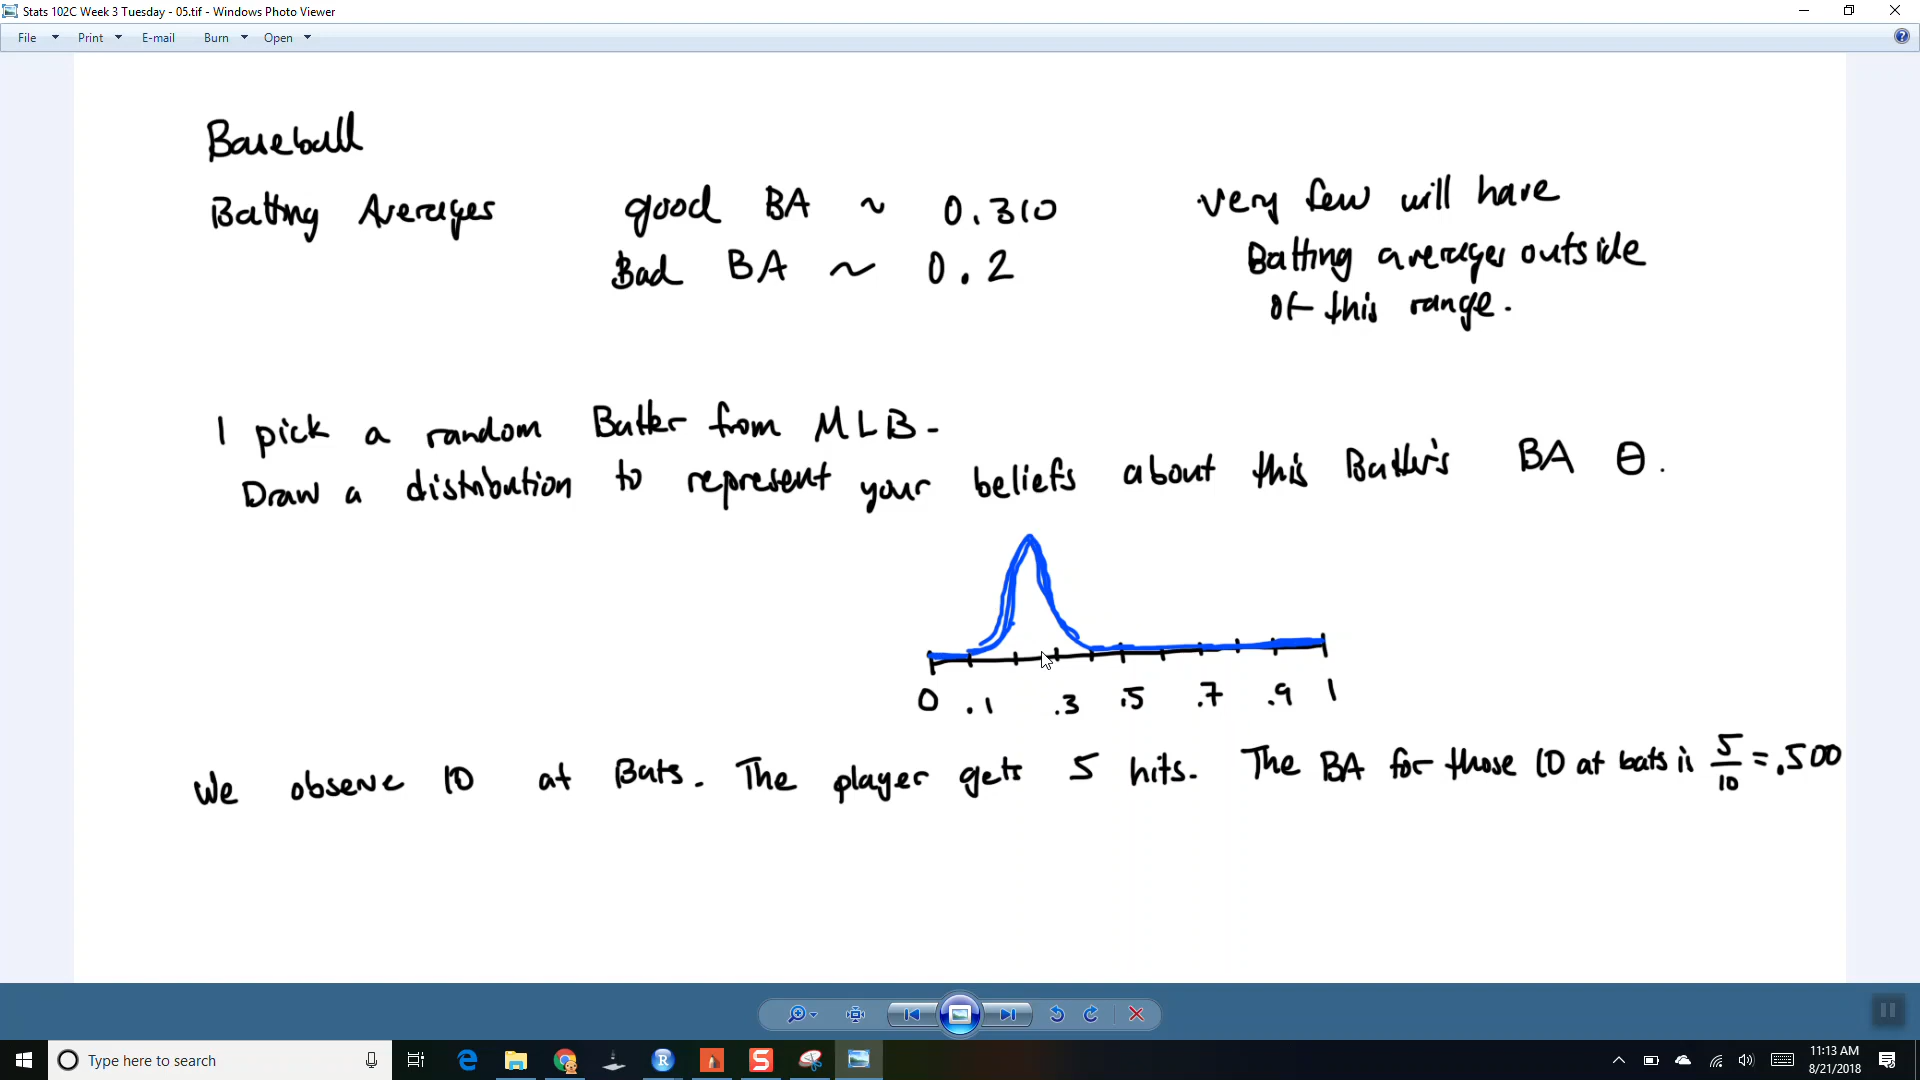 Stats 102C Week 3 Tuesday - 05.tif - Windows Photo Viewer
File Print E-mail Burn Open
Baseball
Batting Averages good BA ~ 0.310 very few will have
Bad BA ~ 0.2 Batting averages outside
of this range.
I pick a random Batter from MLB.
Draw a distribution to represent your beliefs about this Batter's BA θ.
0 .1 .3 .5 .7 .9 1
We observe 10 at Bats. The player gets 5 hits. The BA for those 10 at bats is 5/10 = .500
Type here to search
11:13 AM
8/21/2018